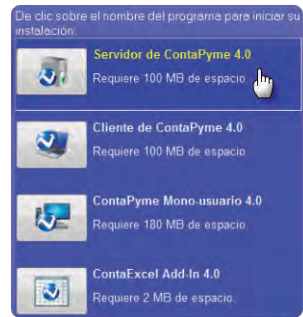 De clic sobre el nombre del programa para iniciar su
instalación:
Servidor de ContaPyme 4.0
Requiere 100 MB de espacio
Cliente de ContaPyme 4.0
Requiere 100 MB de espacio
ContaPyme Mono-usuario 4.0
Requiere 180 MB de espacio.
ContaExcel Add-In 4.0
Requiere 2 MB de espacio.